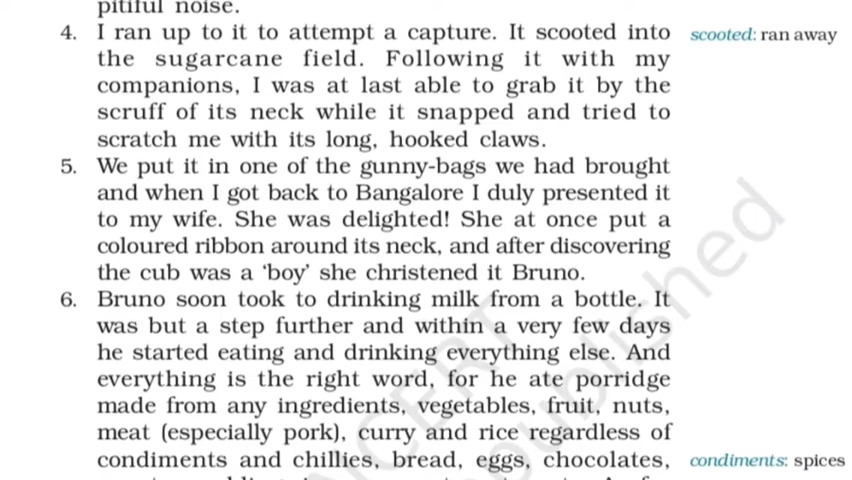 pitiful noise.
4. I ran up to it to attempt a capture. It scooted into
the sugarcane field. Following it with my
companions, I was at last able to grab it by the
scruff of its neck while it snapped and tried to
scratch me with its long, hooked claws.
scooted: ran away
5. We put it in one of the gunny-bags we had brought
and when I got back to Bangalore I duly presented it
to my wife. She was delighted! She at once put a
coloured ribbon around its neck, and after discovering
the cub was a ‘boy’ she christened it Bruno.
6. Bruno soon took to drinking milk from a bottle. It
was but a step further and within a very few days
he started eating and drinking everything else. And
everything is the right word, for he ate porridge
made from any ingredients, vegetables, fruit, nuts,
meat (especially pork), curry and rice regardless of
condiments and chillies, bread, eggs, chocolates,
condiments: spices